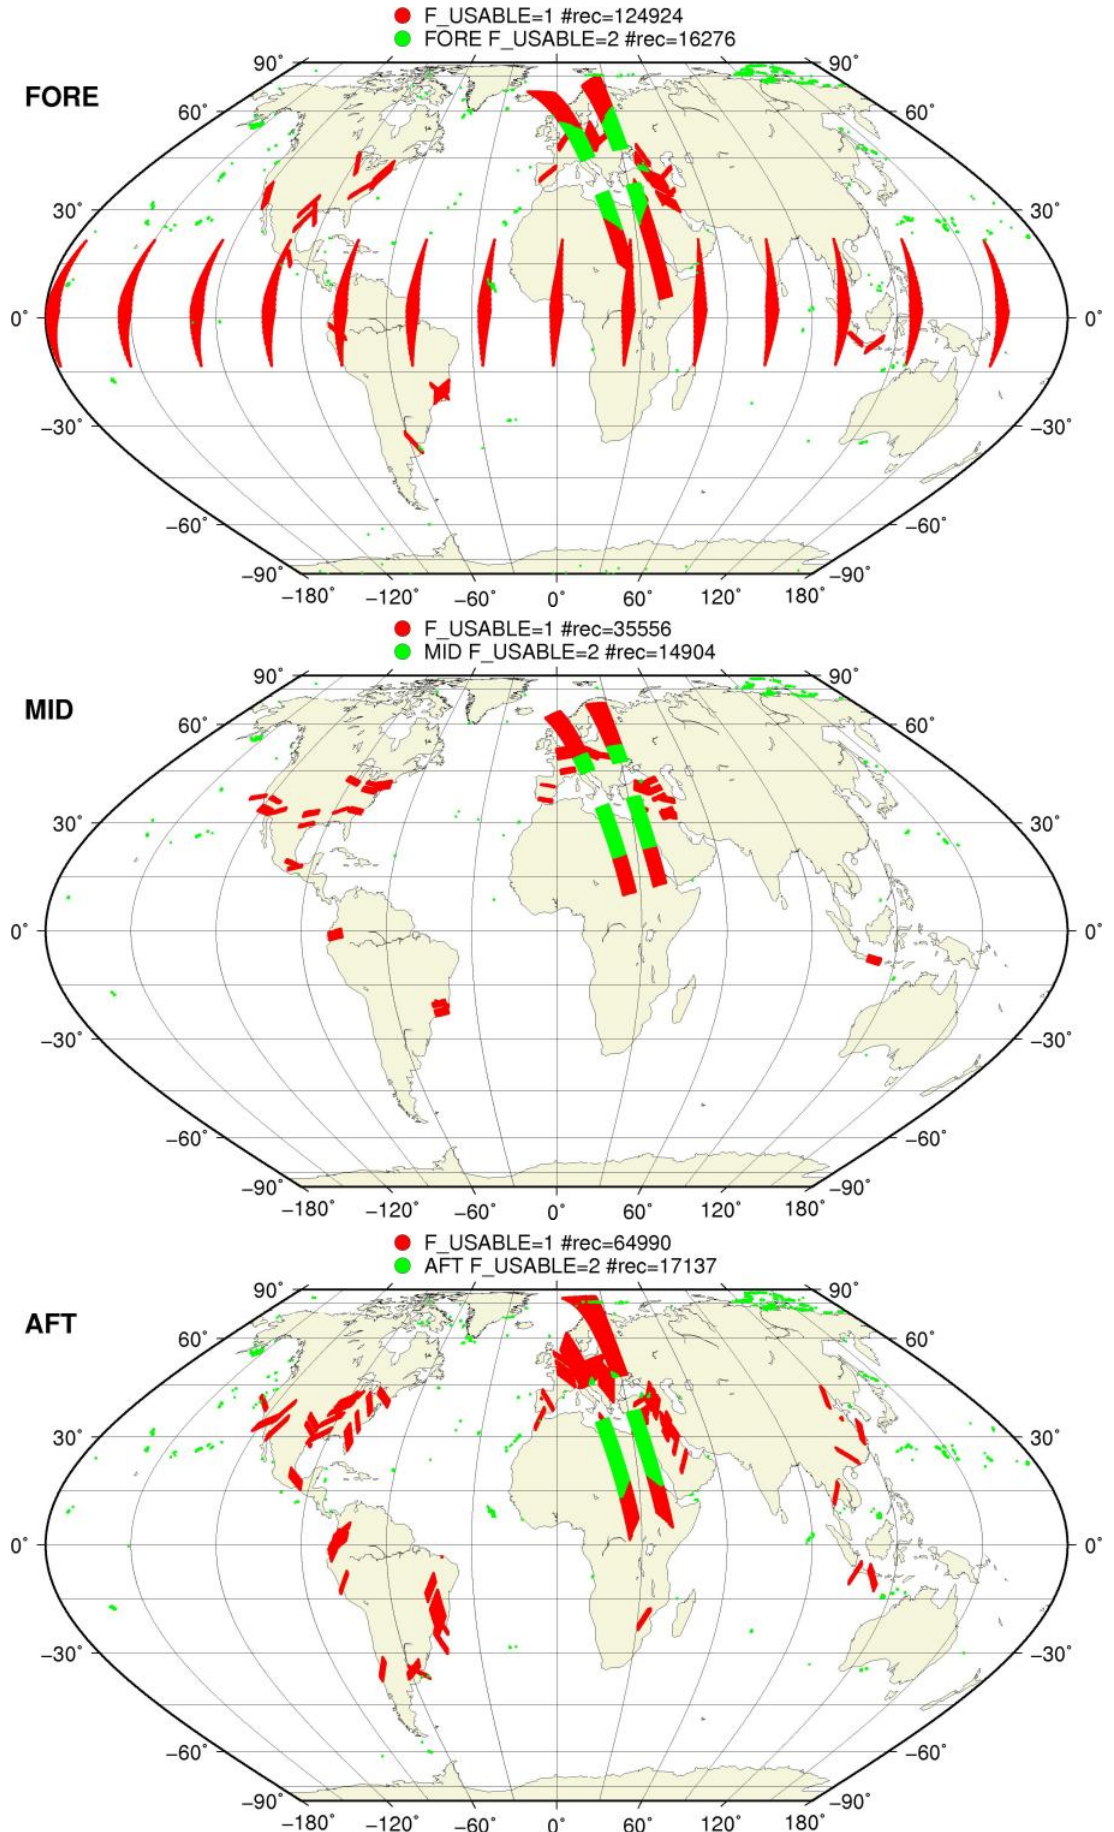 F_USABLE=1 #rec=124924
FORE F_USABLE=2 #rec=16276
FORE
90˚ 90˚
60˚ 60˚
30˚ 30˚
0˚ 0˚
−30˚ −30˚
−60˚ −60˚
−90˚ −90˚
−180˚ −120˚ −60˚ 0˚ 60˚ 120˚ 180˚
F_USABLE=1 #rec=35556
MID F_USABLE=2 #rec=14904
MID
90˚ 90˚
60˚ 60˚
30˚ 30˚
0˚ 0˚
−30˚ −30˚
−60˚ −60˚
−90˚ −90˚
−180˚ −120˚ −60˚ 0˚ 60˚ 120˚ 180˚
F_USABLE=1 #rec=64990
AFT F_USABLE=2 #rec=17137
AFT
90˚ 90˚
60˚ 60˚
30˚ 30˚
0˚ 0˚
−30˚ −30˚
−60˚ −60˚
−90˚ −90˚
−180˚ −120˚ −60˚ 0˚ 60˚ 120˚ 180˚